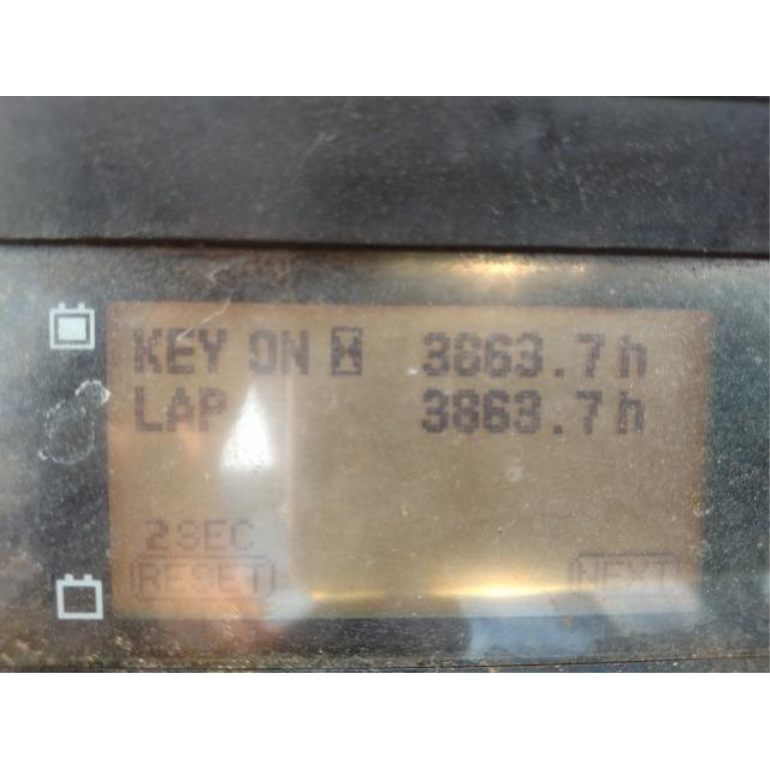 KEY ON 3863.7h
LAP 3863.7h
2SEC
RESET NEXT